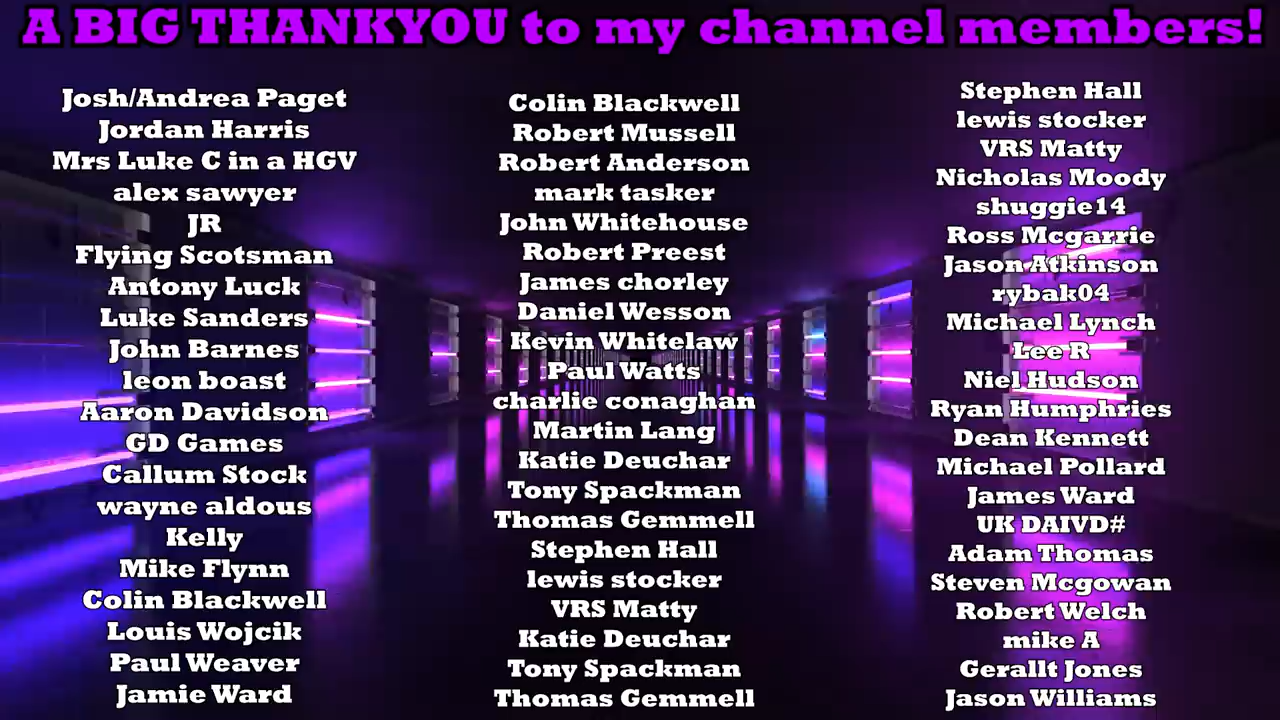 A BIG THANKYOU to my channel members!
Josh/Andrea Paget
Jordan Harris
Mrs Luke C in a HGV
alex sawyer
JR
Flying Scotsman
Antony Luck
Luke Sanders
John Barnes
leon boast
Aaron Davidson
GD Games
Callum Stock
wayne aldous
Kelly
Mike Flynn
Colin Blackwell
Louis Wojcik
Paul Weaver
Jamie Ward
Colin Blackwell
Robert Mussell
Robert Anderson
mark tasker
John Whitehouse
Robert Preest
James chorley
Daniel Wesson
Kevin Whitelaw
Paul Watts
charlie conaghan
Martin Lang
Katie Deuchar
Tony Spackman
Thomas Gemmell
Stephen Hall
lewis stocker
VRS Matty
Katie Deuchar
Tony Spackman
Thomas Gemmell
Stephen Hall
lewis stocker
VRS Matty
Nicholas Moody
shuggie14
Ross Mcgarrie
Jason Atkinson
rybak04
Michael Lynch
Lee R
Niel Hudson
Ryan Humphries
Dean Kennett
Michael Pollard
James Ward
UK DAIVD#
Adam Thomas
Steven Mcgowan
Robert Welch
mike A
Gerallt Jones
Jason Williams